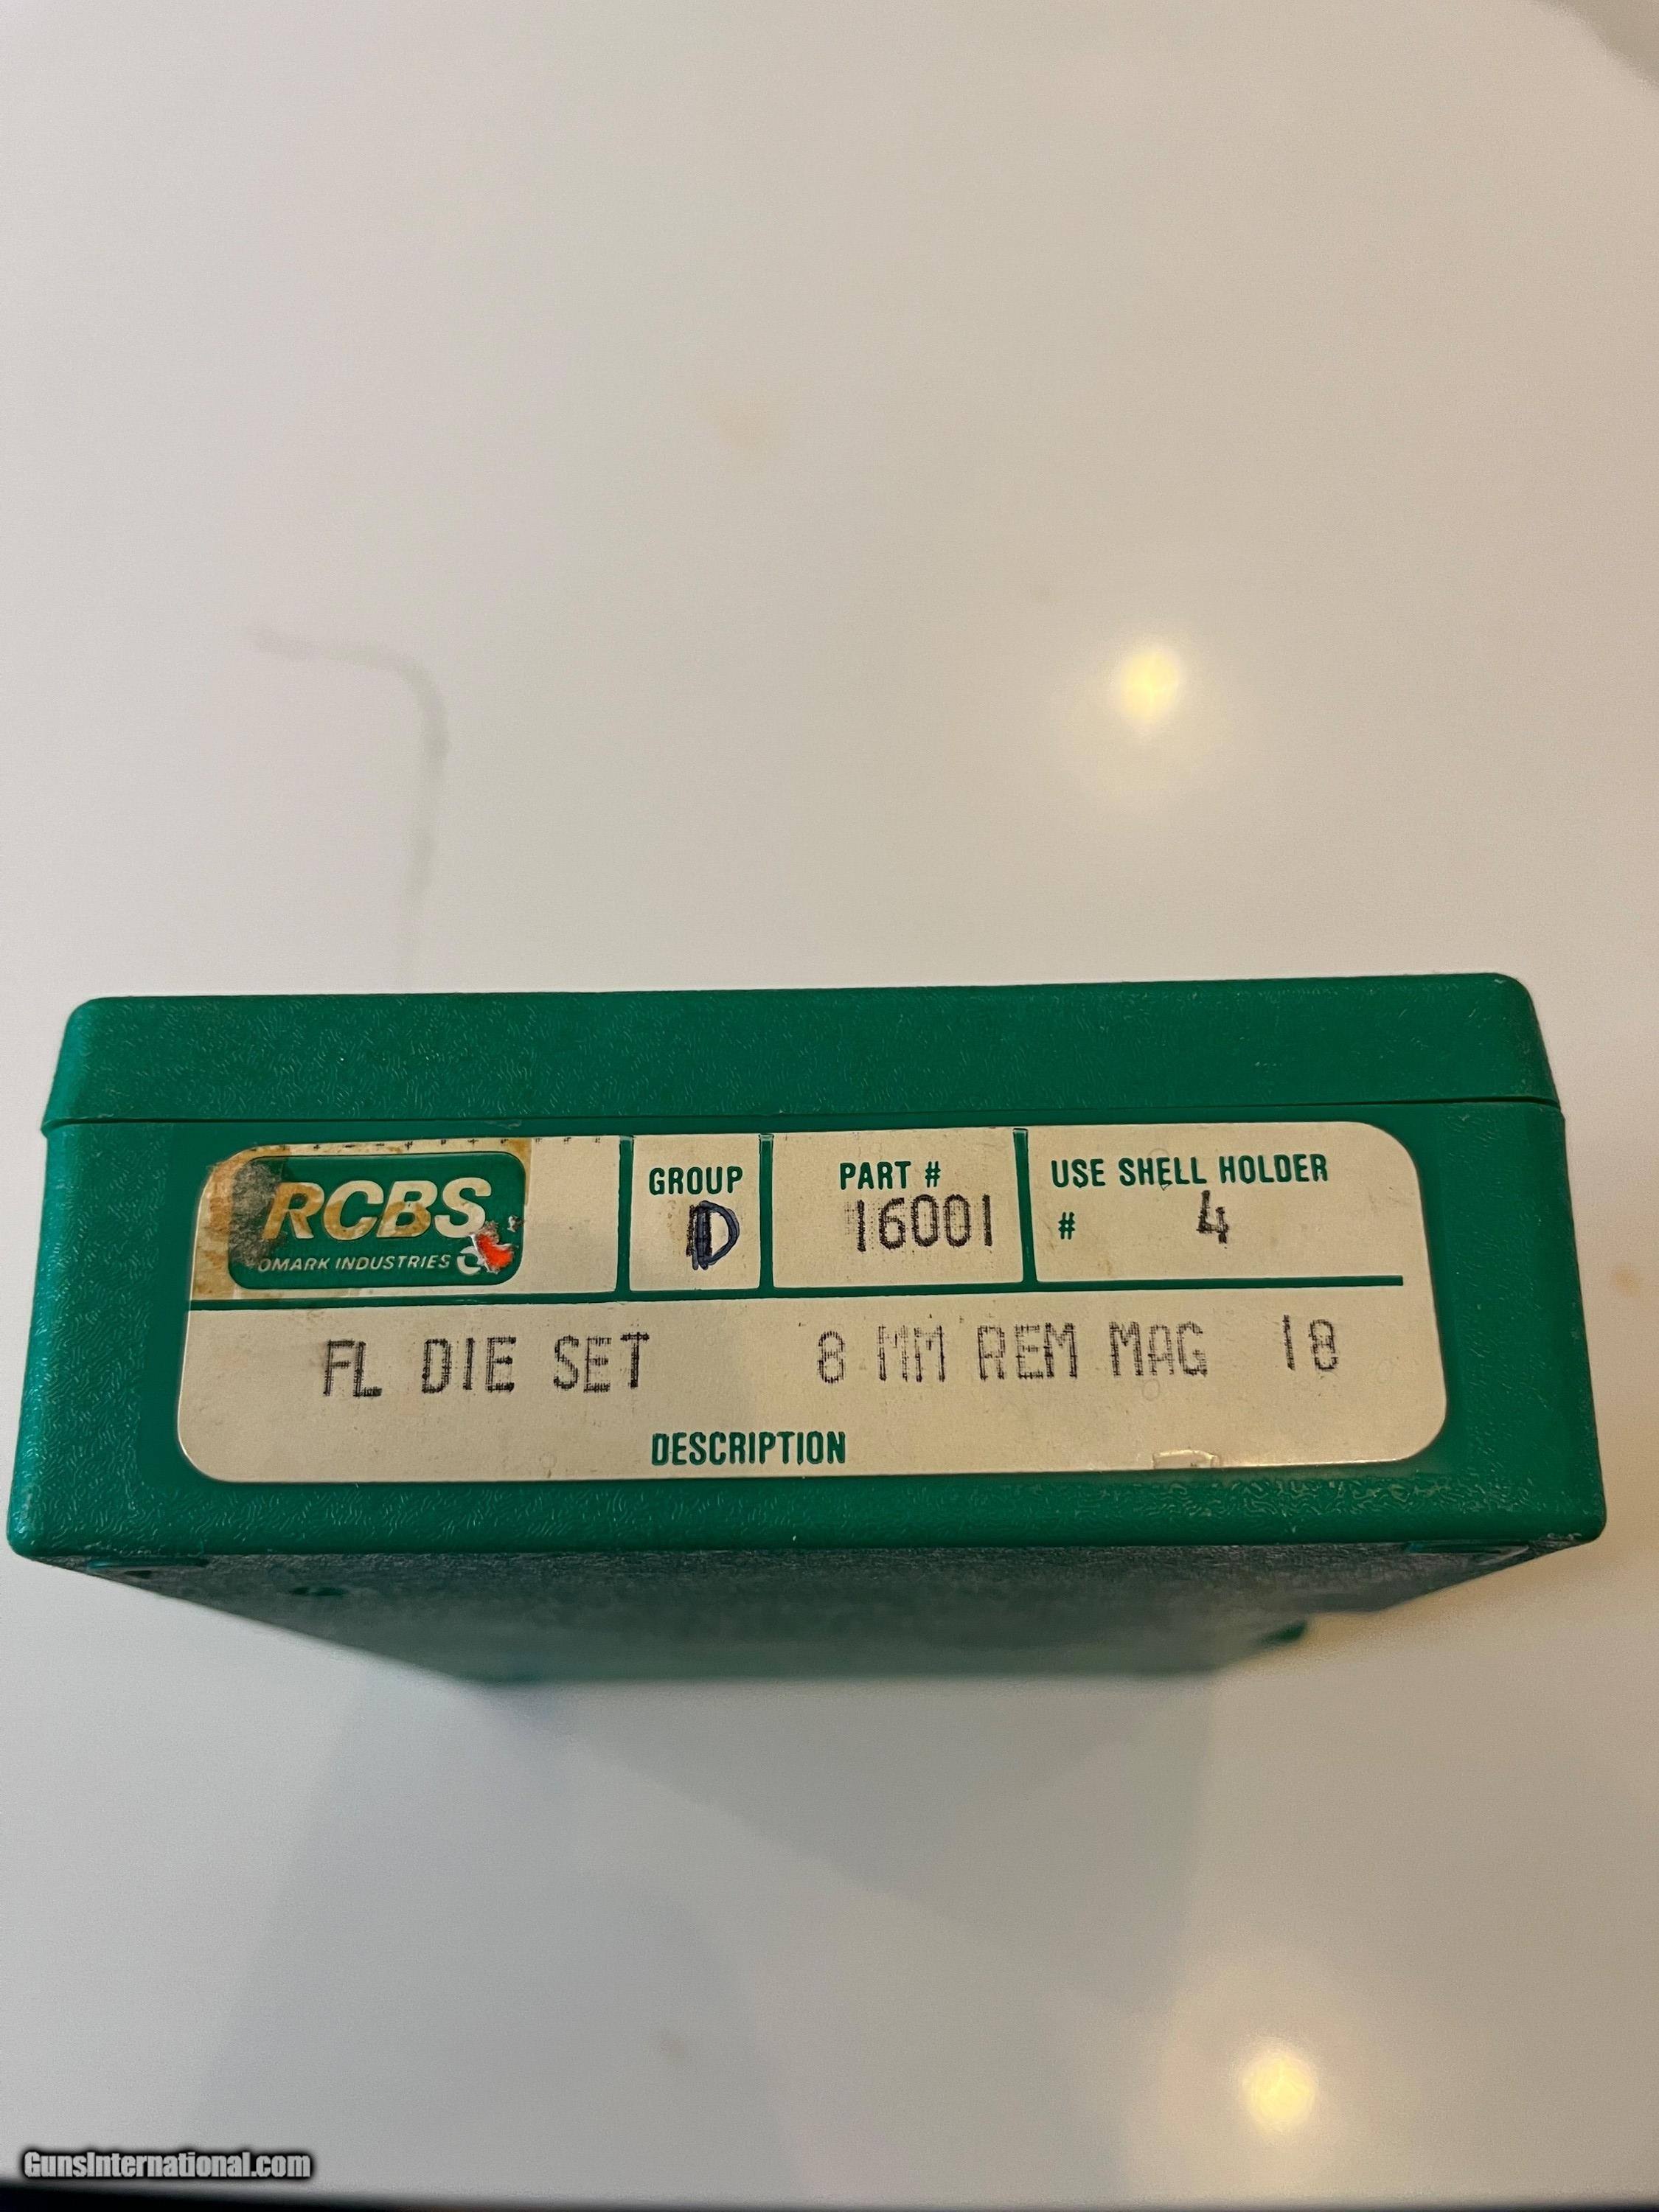 RCBS
OMARK INDUSTRIES
GROUP
D
PART #
16001
USE SHELL HOLDER
# 4
FL DIE SET 8 MM REM MAG 18
DESCRIPTION
GunsInternational.com